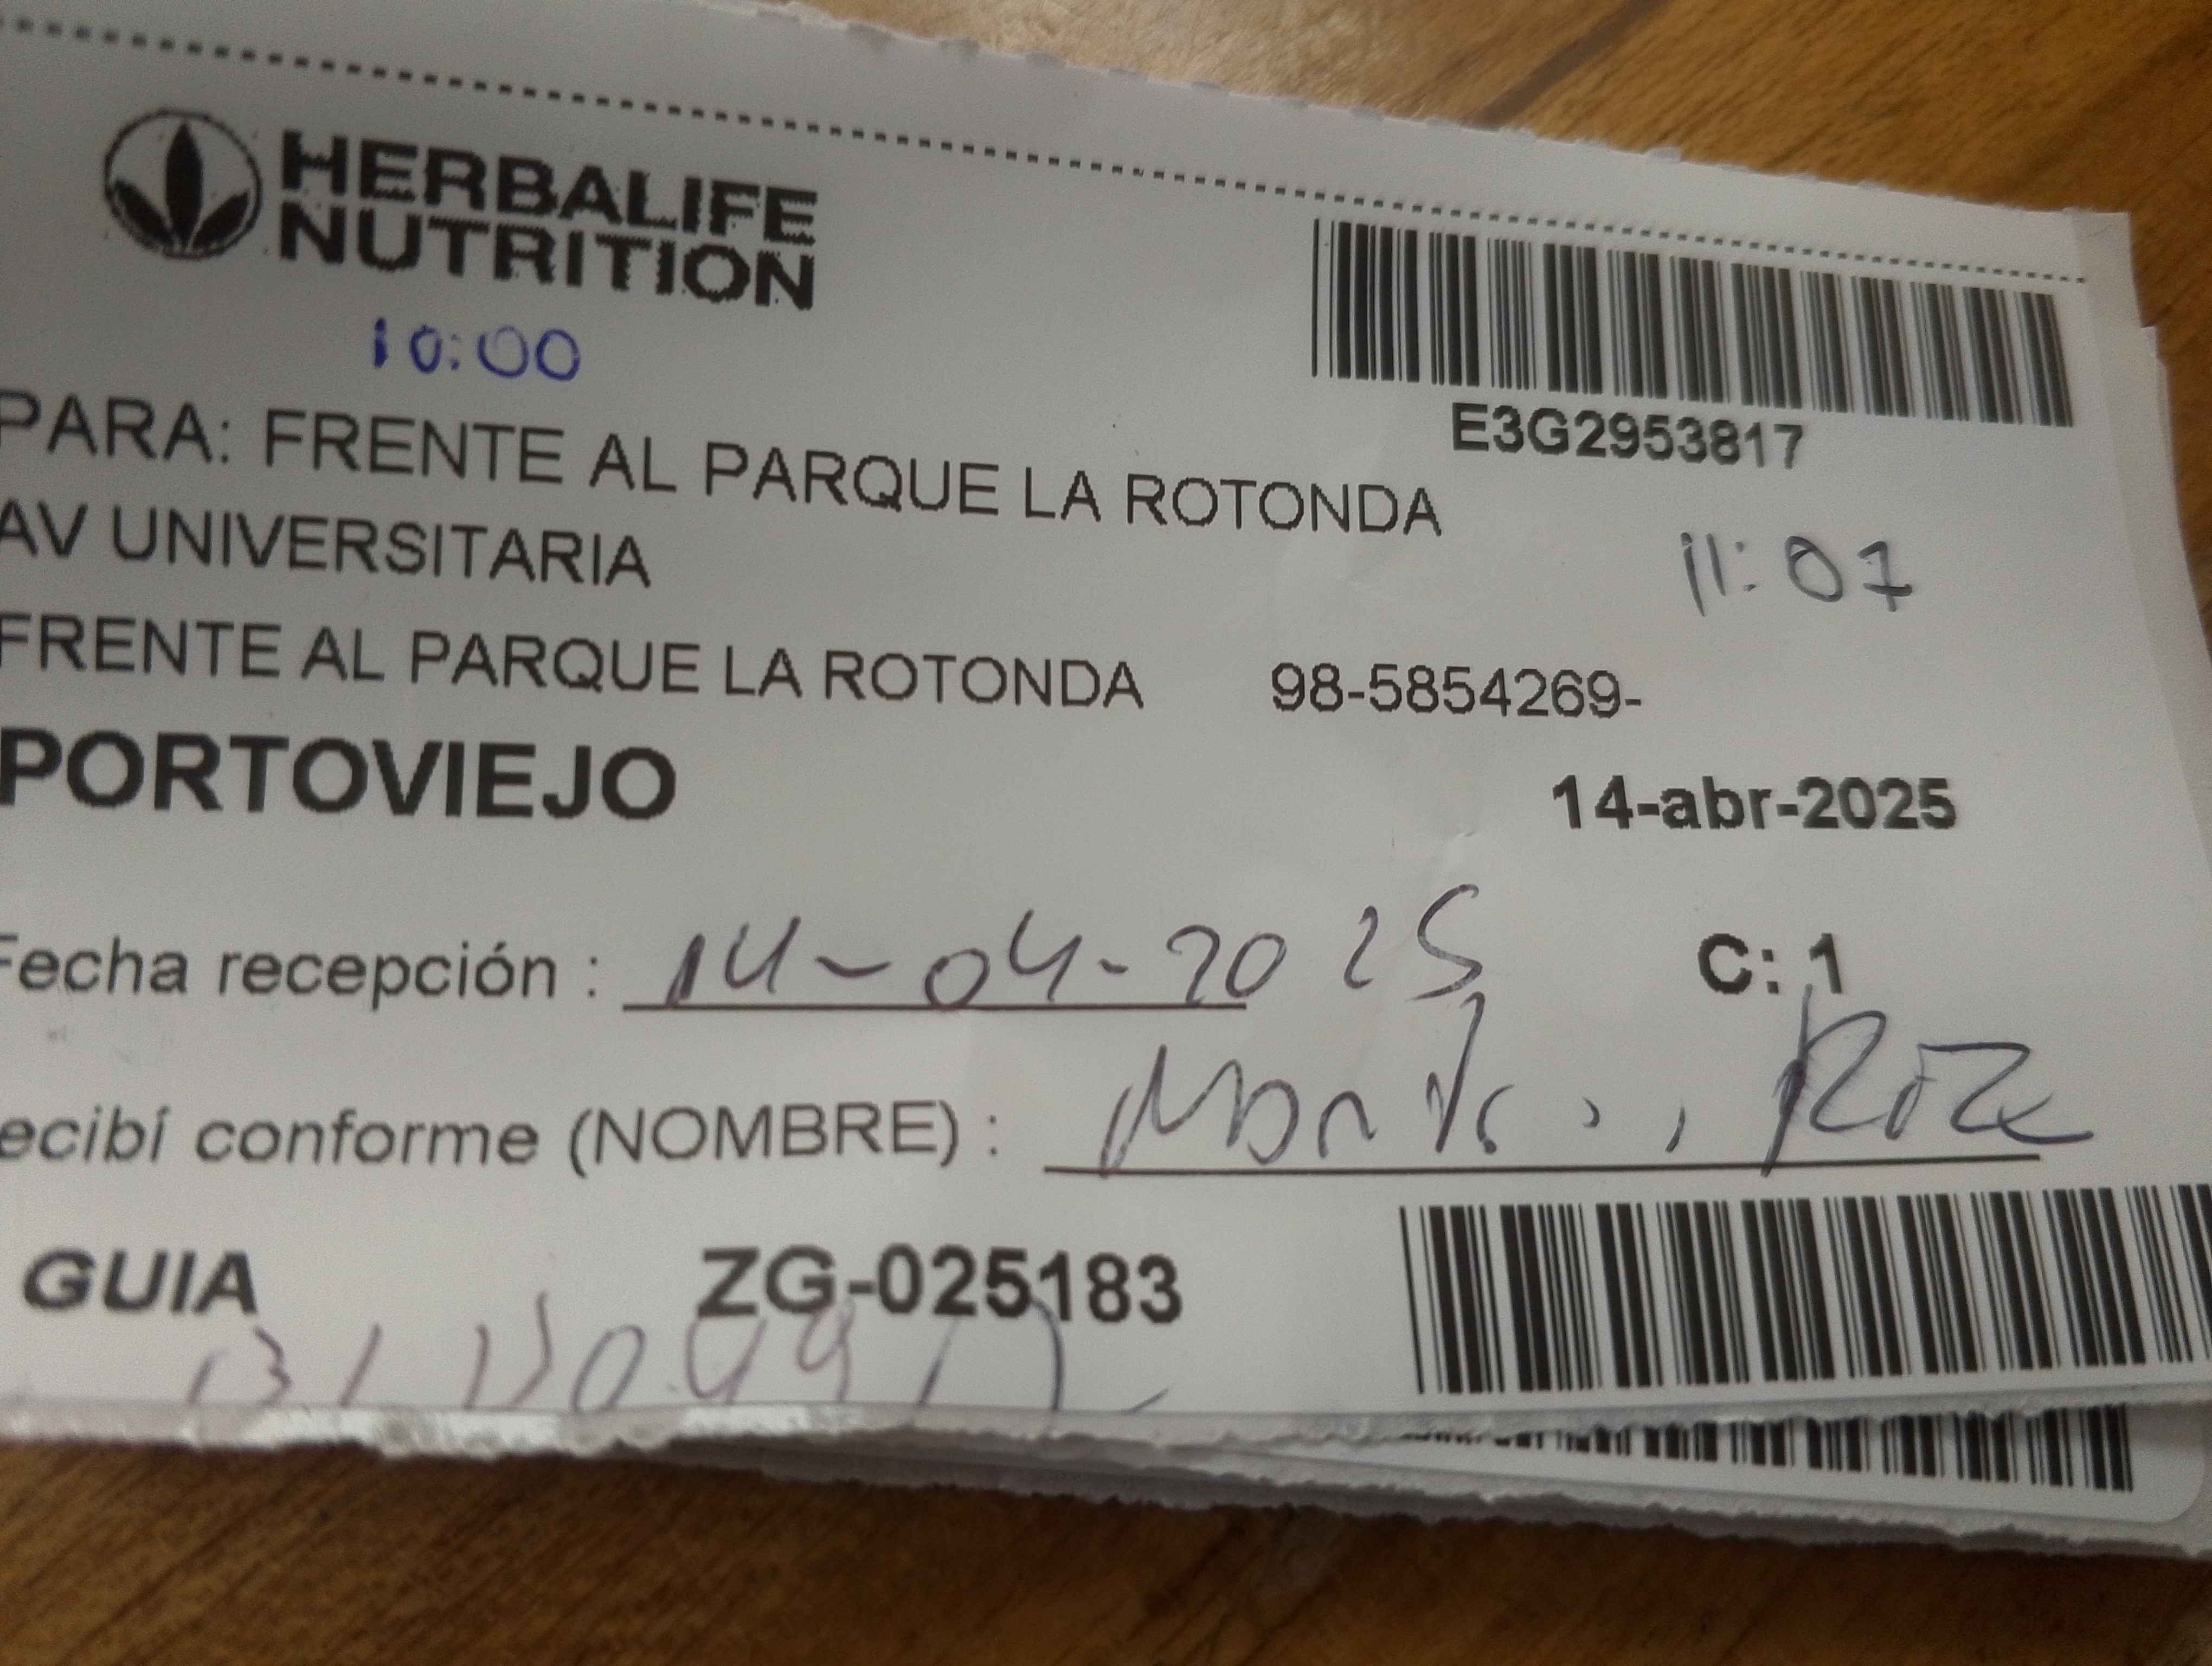 HERBALIFE
NUTRITION
10:00
E3G2953817
PARA: FRENTE AL PARQUE LA ROTONDA
AV UNIVERSITARIA
11:07
FRENTE AL PARQUE LA ROTONDA 98-5854269-
PORTOVIEJO 14-abr-2025
Fecha recepción : 14-04-2025 C: 1
ecibí conforme (NOMBRE) :
GUIA ZG-025183